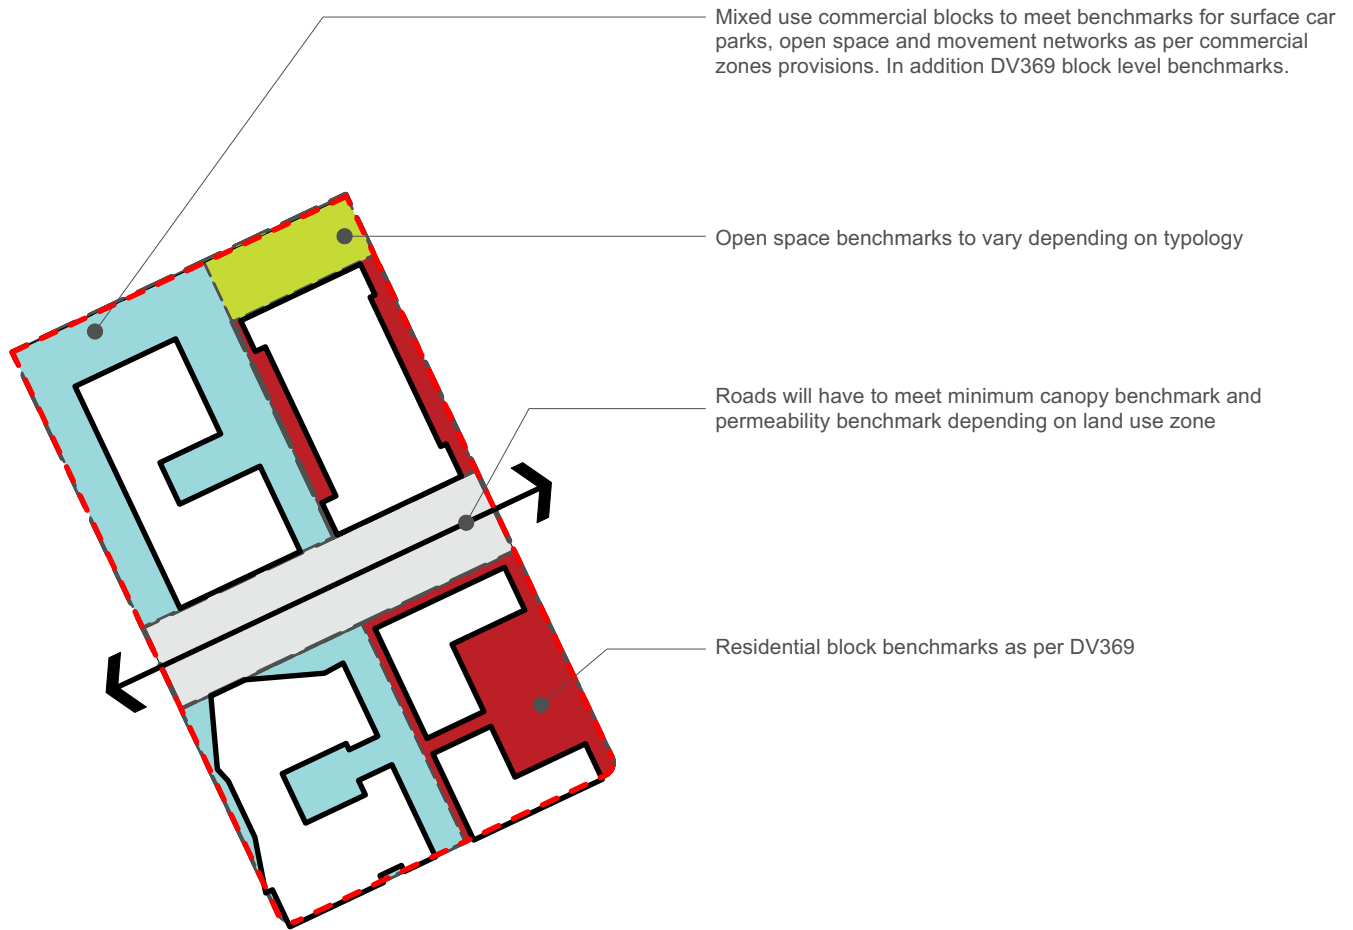 Mixed use commercial blocks to meet benchmarks for surface car
parks, open space and movement networks as per commercial
zones provisions. In addition DV369 block level benchmarks.
Open space benchmarks to vary depending on typology
Roads will have to meet minimum canopy benchmark and
permeability benchmark depending on land use zone
Residential block benchmarks as per DV369